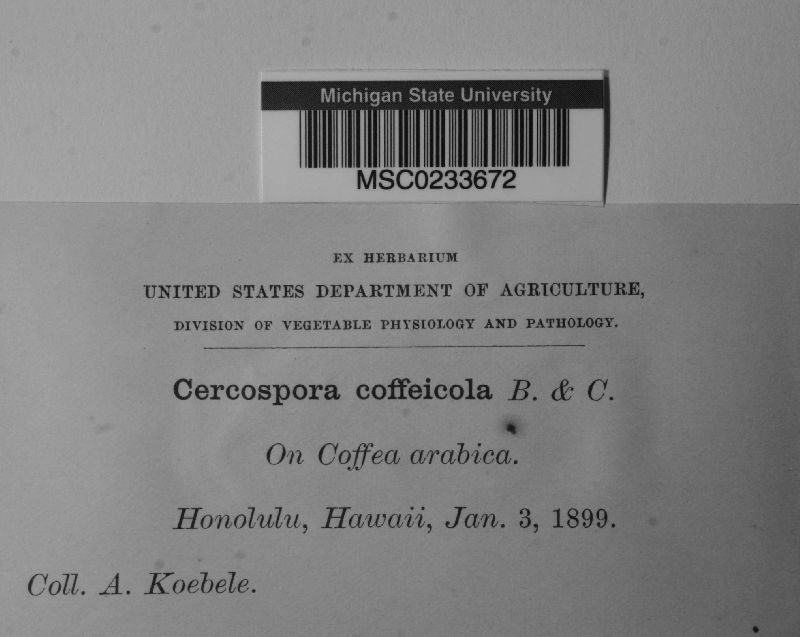 Michigan State University
MSC0233672
EX HERBARIUM
UNITED STATES DEPARTMENT OF AGRICULTURE,
DIVISION OF VEGETABLE PHYSIOLOGY AND PATHOLOGY.
Cercospora coffeicola B. & C.
On Coffea arabica.
Honolulu, Hawaii, Jan. 3, 1899.
Coll. A. Koebele.